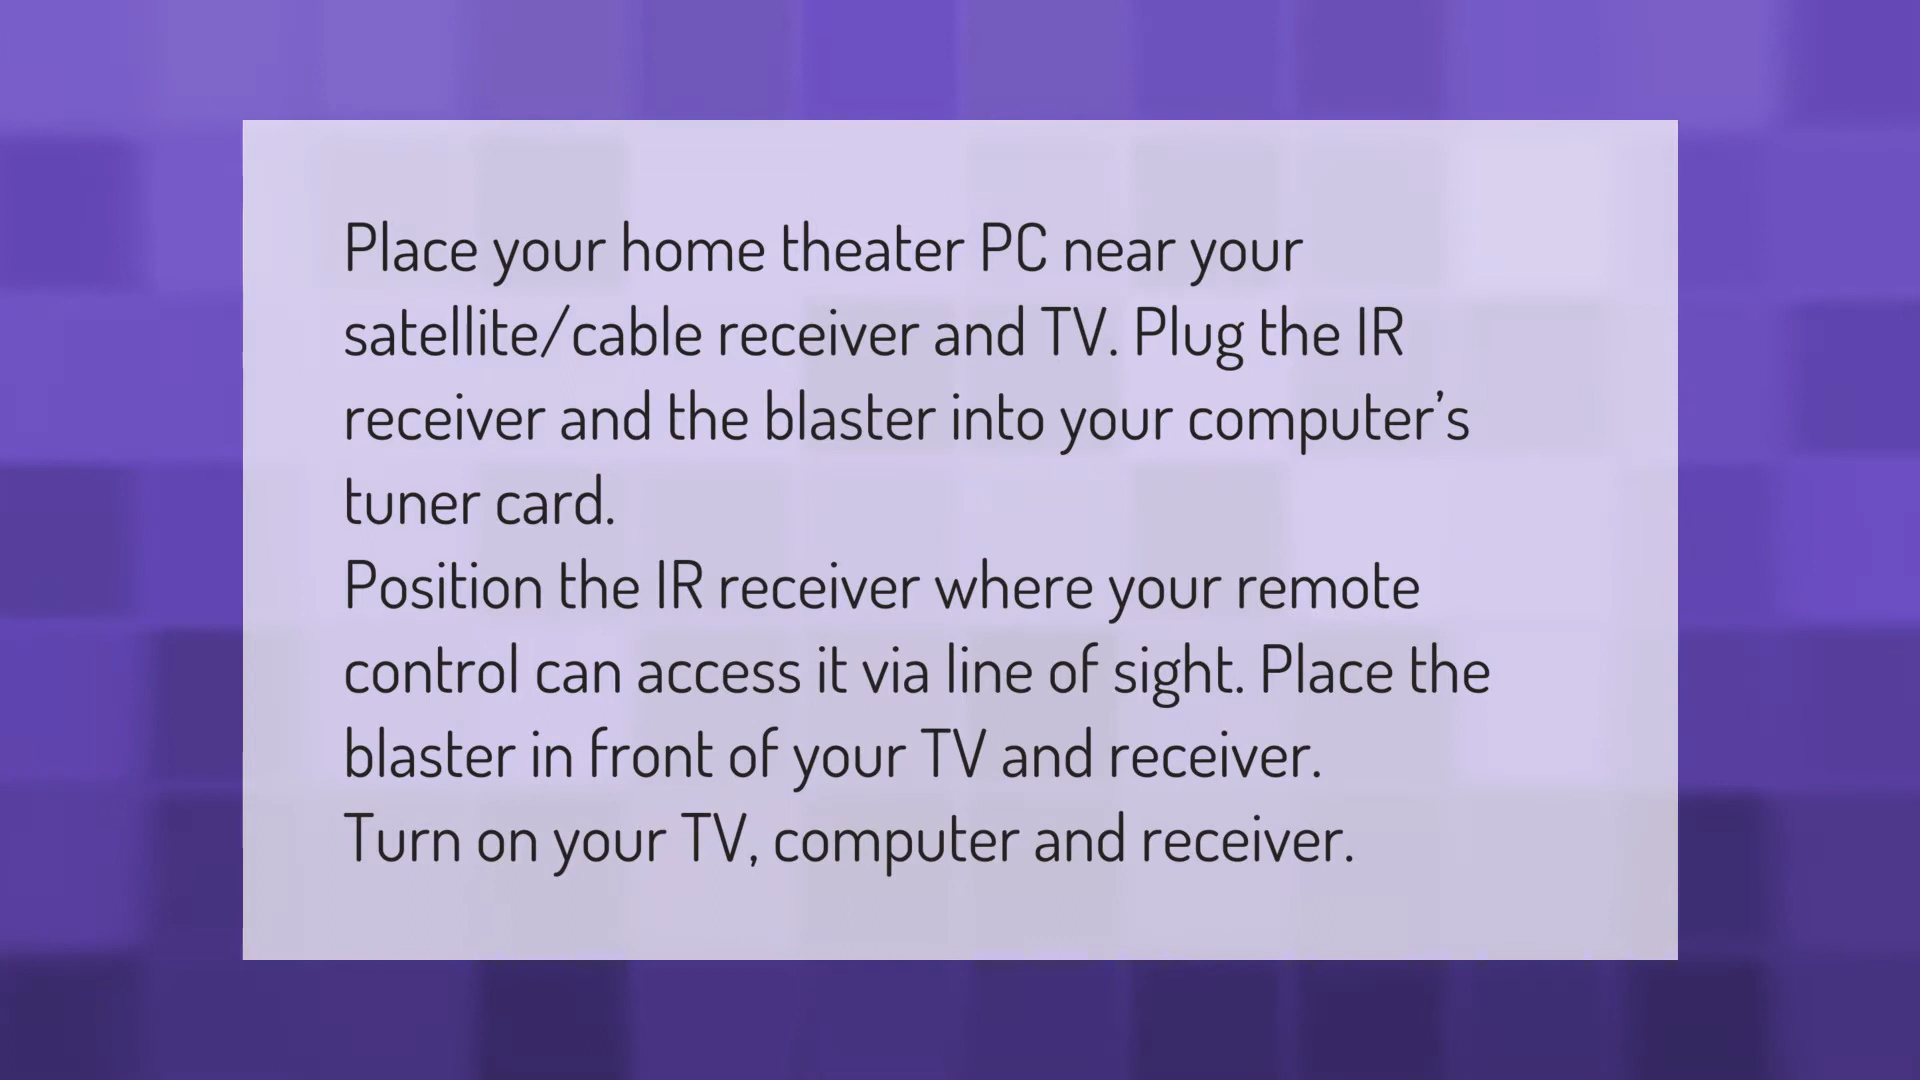 Place your home theater PC near your
satellite/cable receiver and TV. Plug the IR
receiver and the blaster into your computer’s
tuner card.
Position the IR receiver where your remote
control can access it via line of sight. Place the
blaster in front of your TV and receiver.
Turn on your TV, computer and receiver.